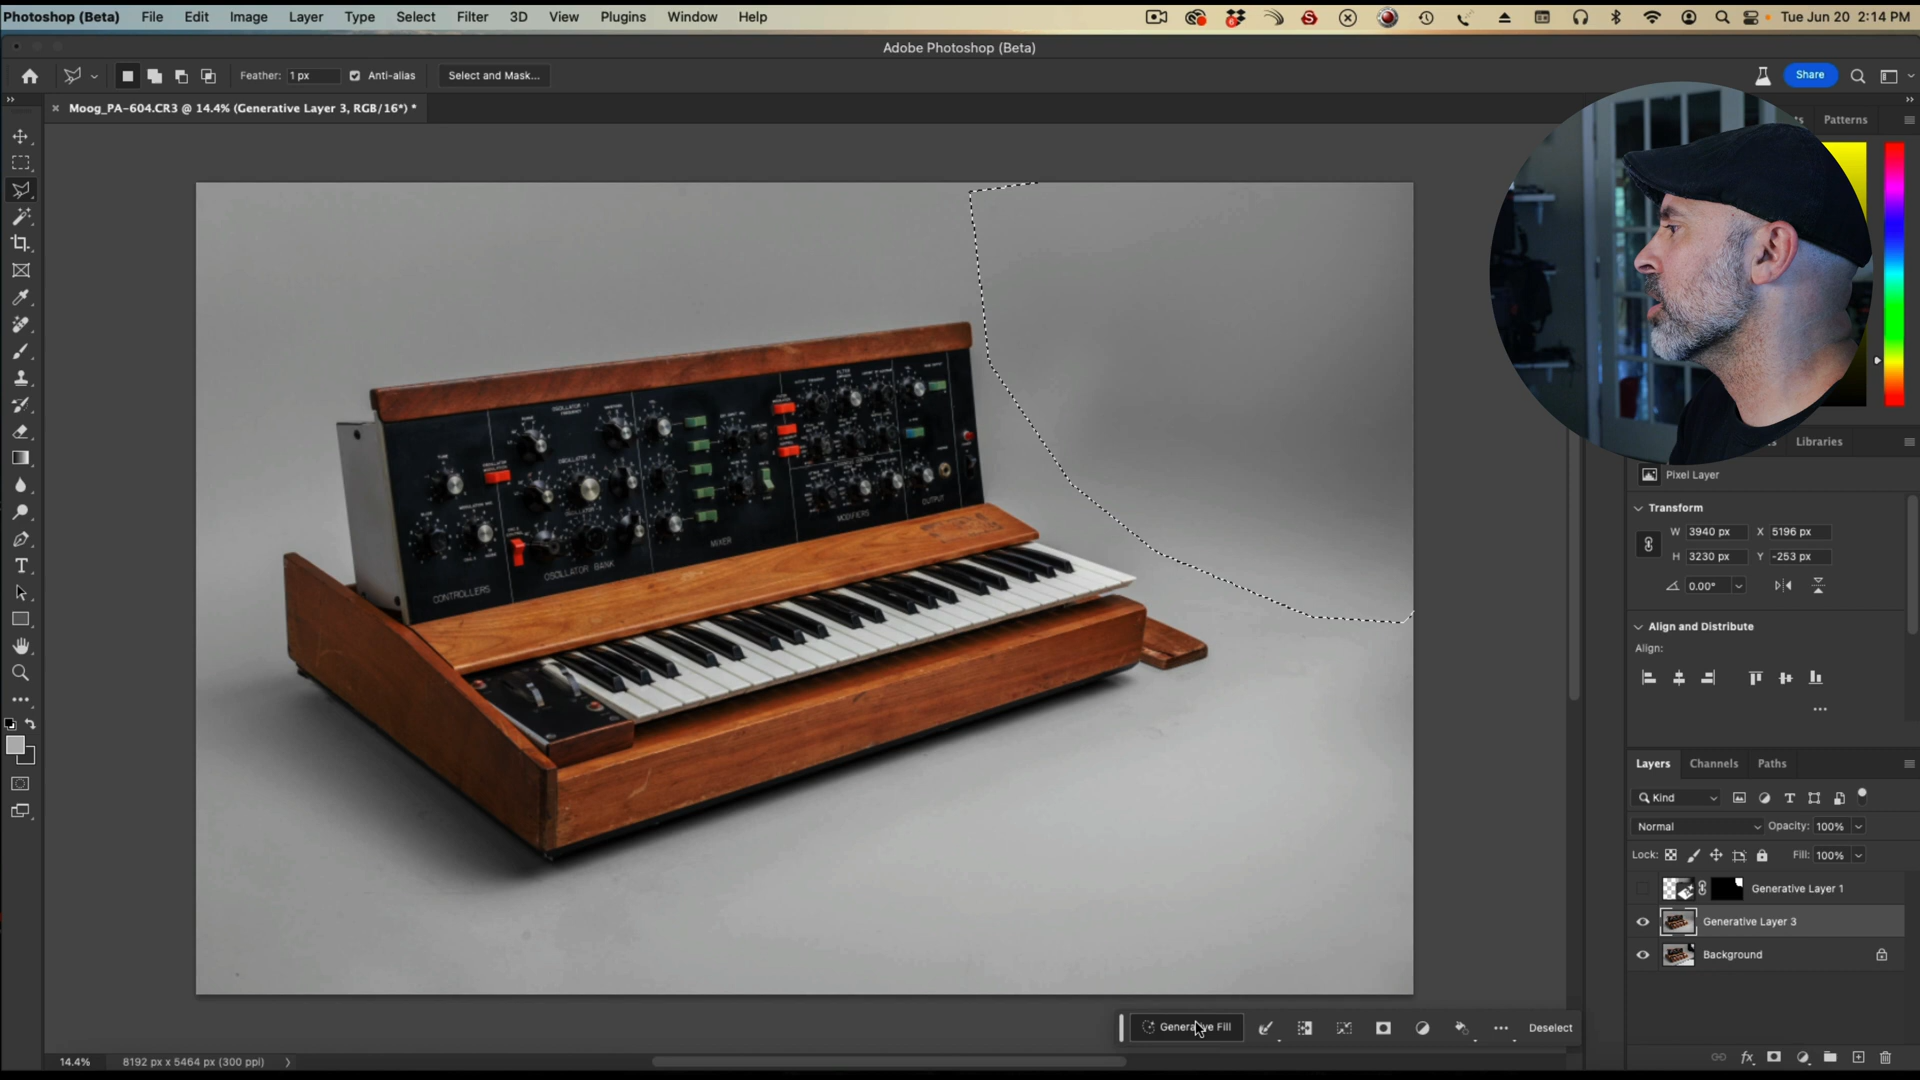 Photoshop (Beta) File Edit Image Layer Type Select Filter 3D View Plugins Window Help
Tue Jun 20 2:14 PM
Adobe Photoshop (Beta)
Feather: 1 px Anti-alias Select and Mask... Share
Moog_PA-604.CR3 @ 14.4% (Generative Layer 3, RGB/16*) *
Patterns
Libraries
Pixel Layer
Transform
W 3940 px X 5196 px
H 3230 px Y -253 px
0.00°
Align and Distribute
Align:
Layers Channels Paths
Kind
Normal Opacity: 100%
Lock: Fill: 100%
Generative Layer 1
Generative Layer 3
Background
CONTROLLERS
OSCILLATOR BANK
MIXER
MODIFIERS
OUTPUT
Generative Fill Deselect
14.4% 8192 px x 5464 px (300 ppi)